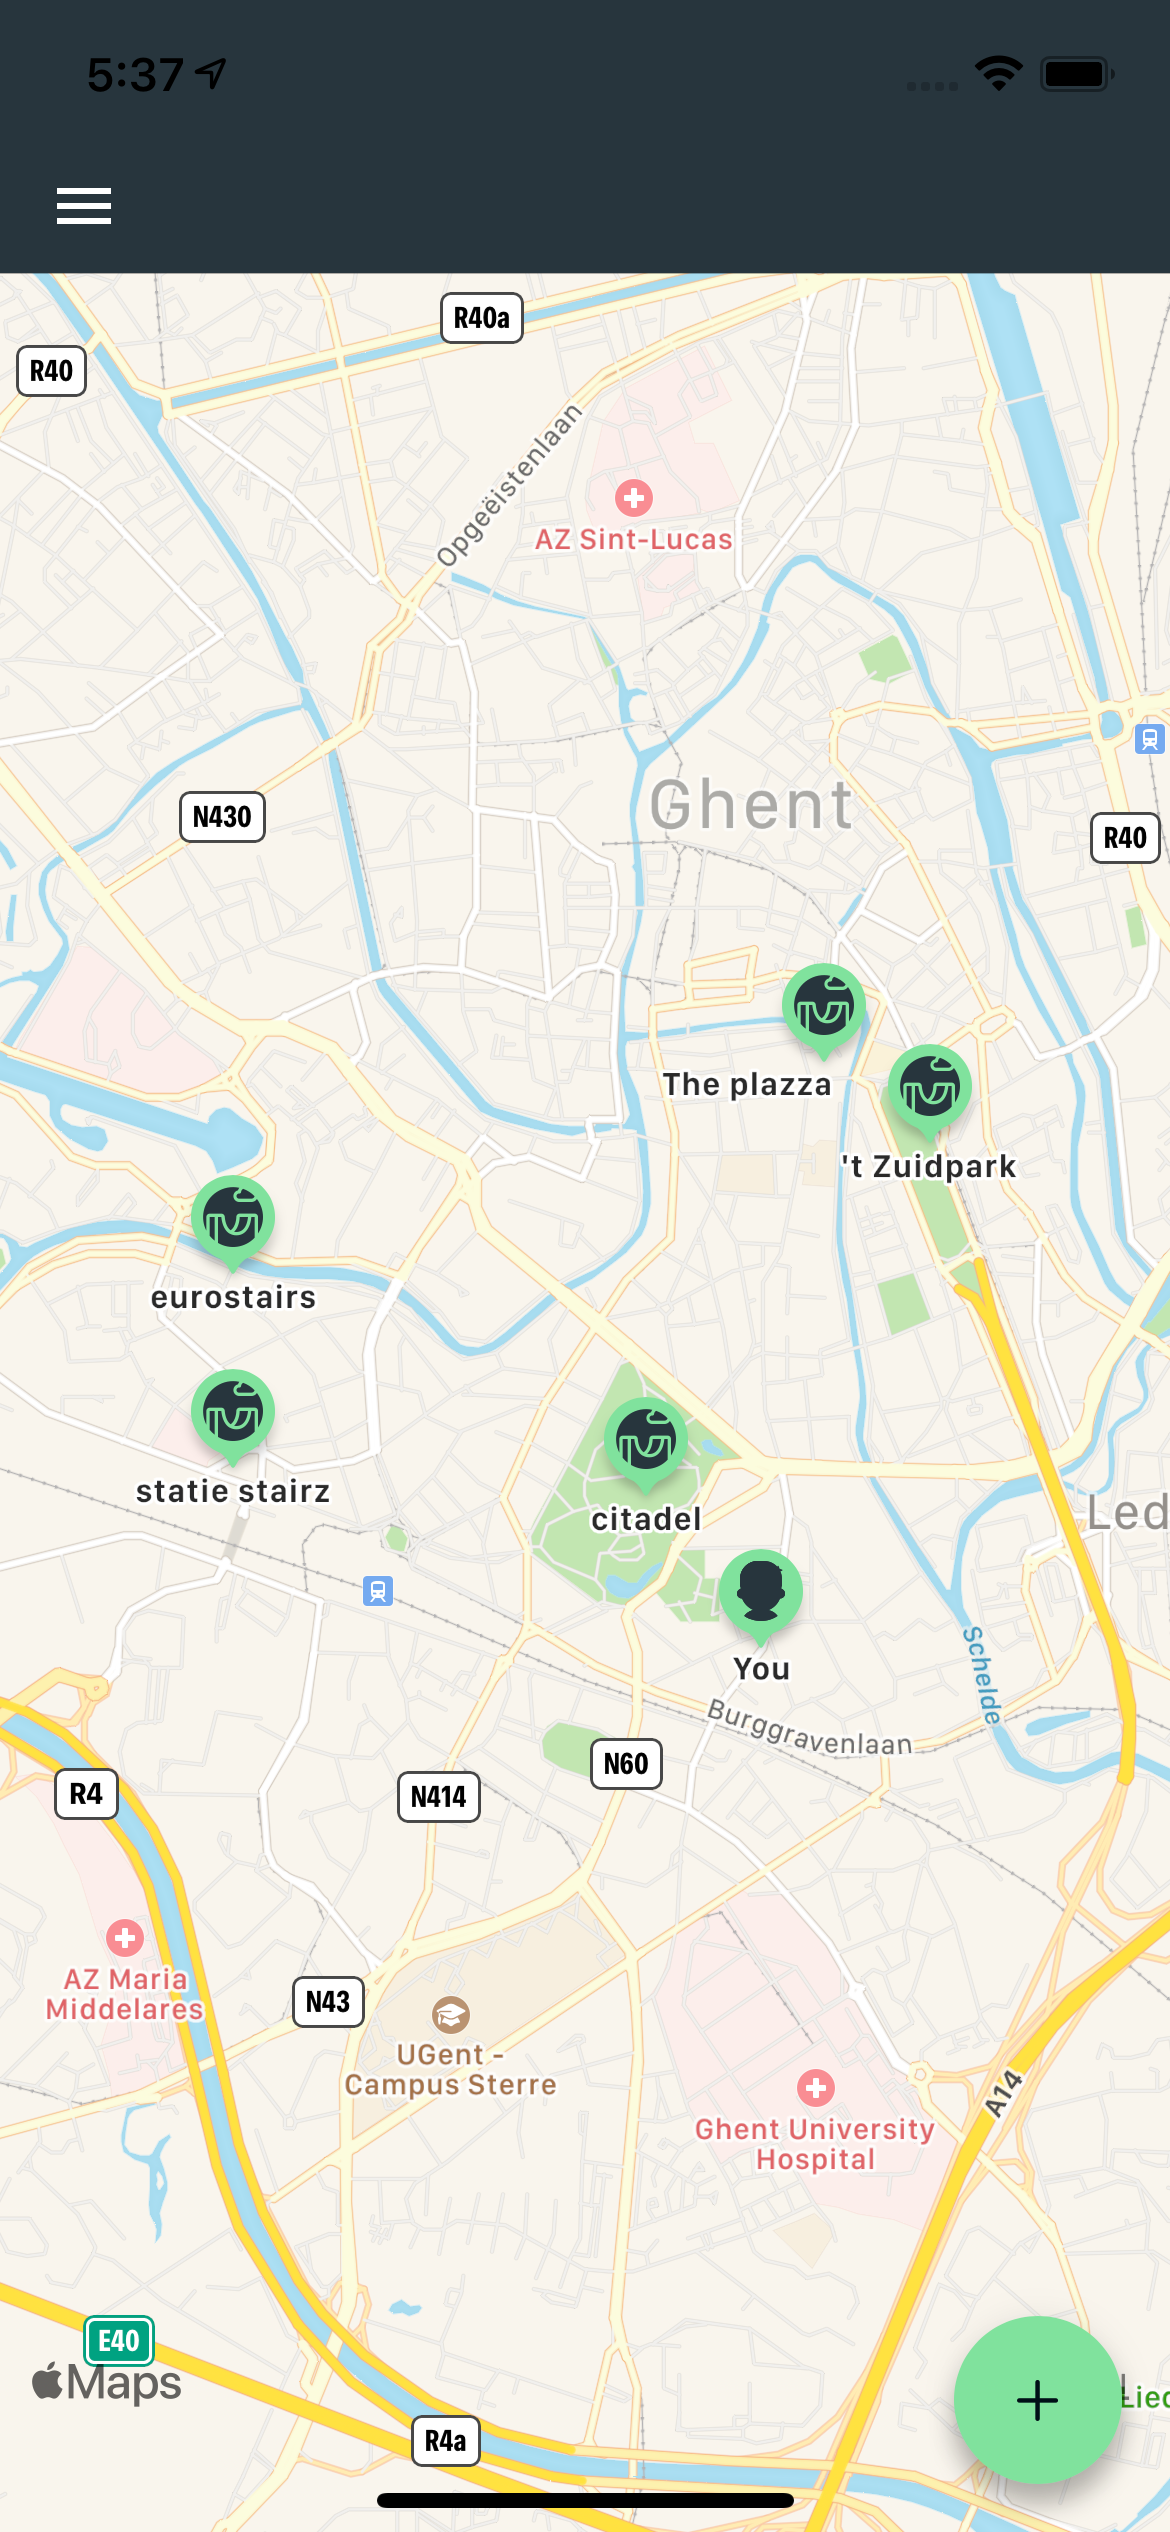 5:37
R40a
R40
Opgeëistenlaan
AZ Sint-Lucas
Ghent
N430
R40
The plazza
't Zuidpark
eurostairs
statie stairz
citadel
Led
You
Schelde
Burggravenlaan
N60
R4
N414
AZ Maria
Middelares
N43
UGent -
Campus Sterre
A14
Ghent University
Hospital
E40
Maps
Lied
R4a